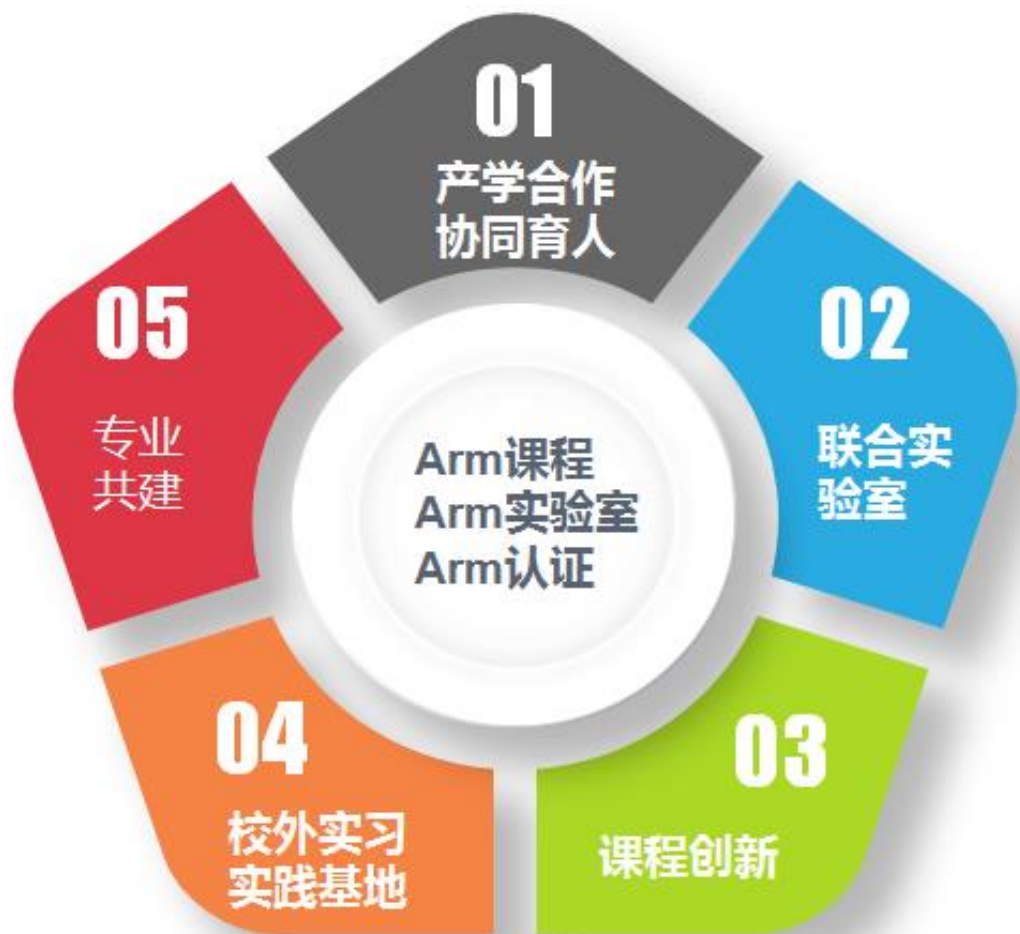 01
产学合作
协同育人
02
联合实
验室
03
课程创新
04
校外实习
实践基地
05
专业
共建
Arm课程
Arm实验室
Arm认证